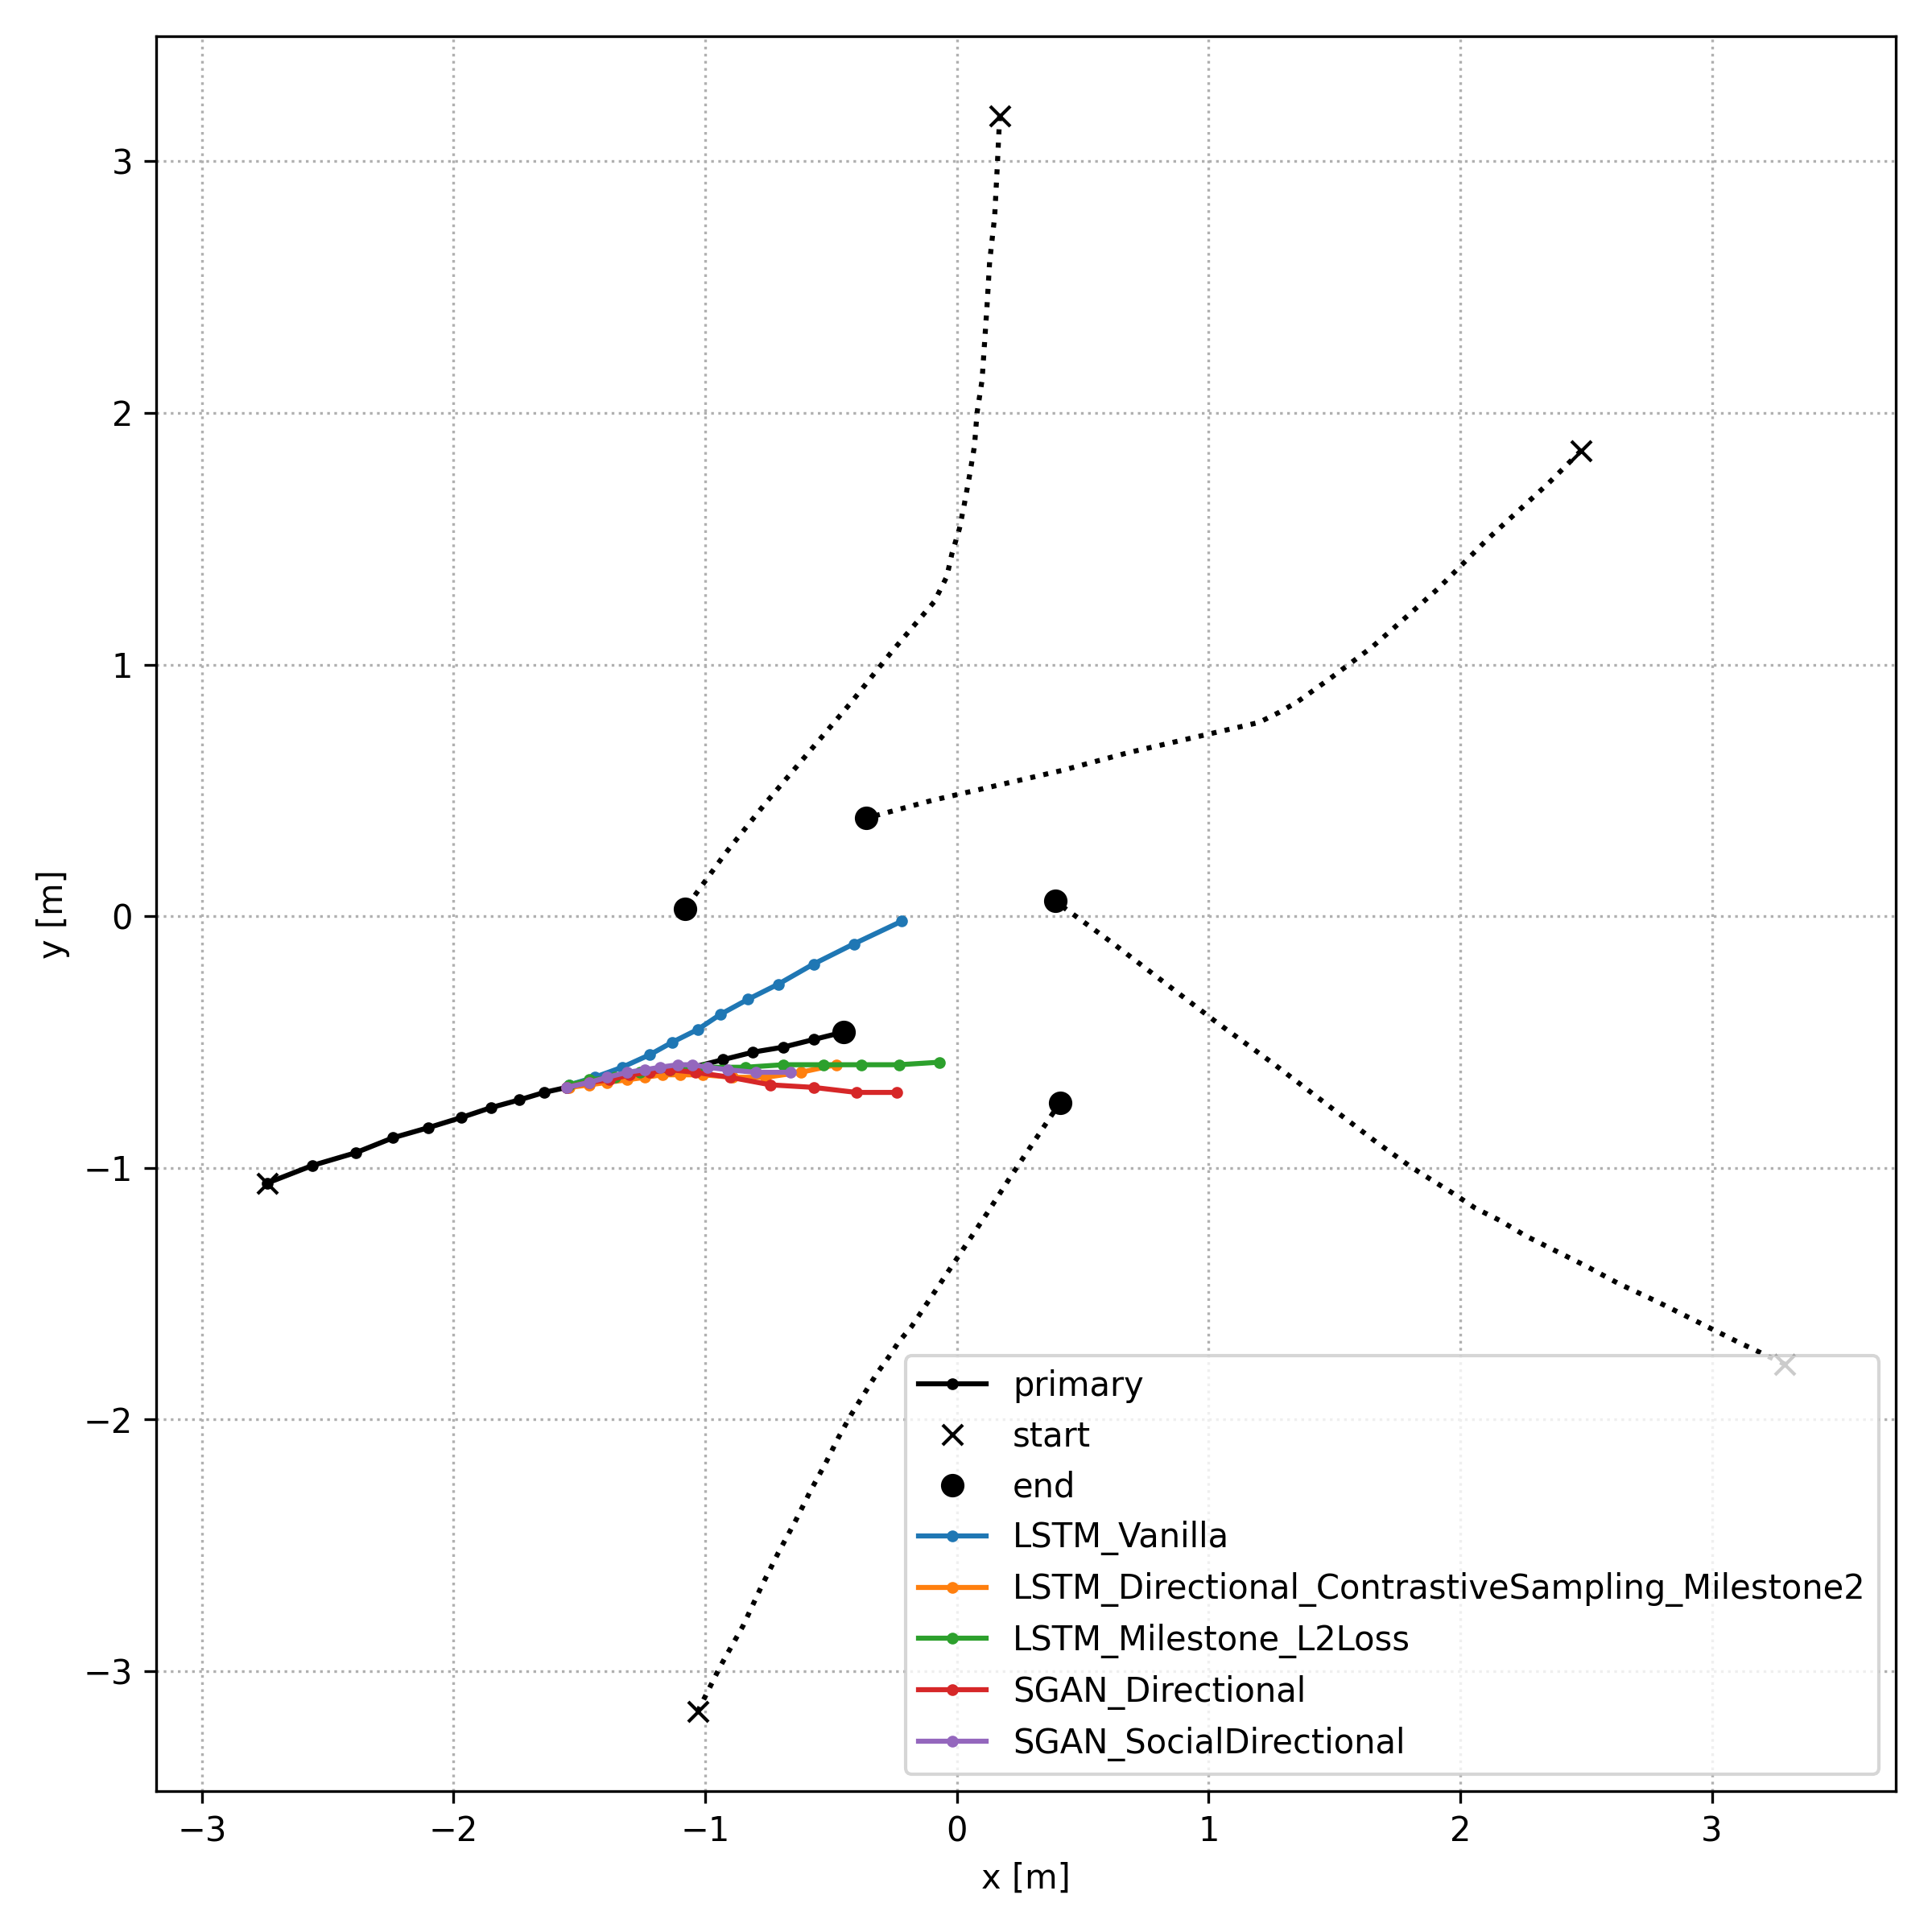 3
2
1
0
−1
−2
−3
y [m]
−3
−2
−1
0
1
2
3
x [m]
primary
start
end
LSTM_Vanilla
LSTM_Directional_ContrastiveSampling_Milestone2
LSTM_Milestone_L2Loss
SGAN_Directional
SGAN_SocialDirectional